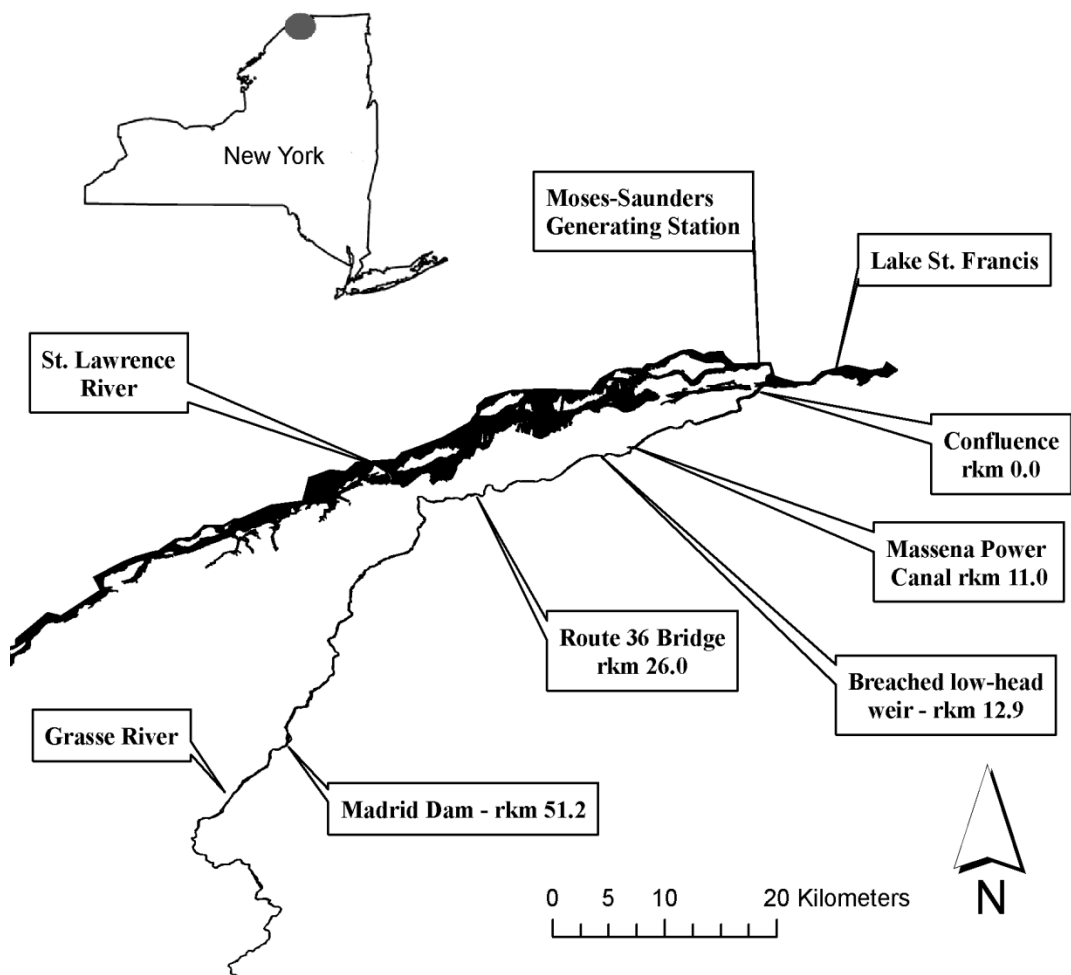 New York
Moses-Saunders
Generating Station
Lake St. Francis
St. Lawrence
River
Confluence
rkm 0.0
Massena Power
Canal rkm 11.0
Route 36 Bridge
rkm 26.0
Breached low-head
weir - rkm 12.9
Grasse River
Madrid Dam - rkm 51.2
0 5 10 20 Kilometers
N